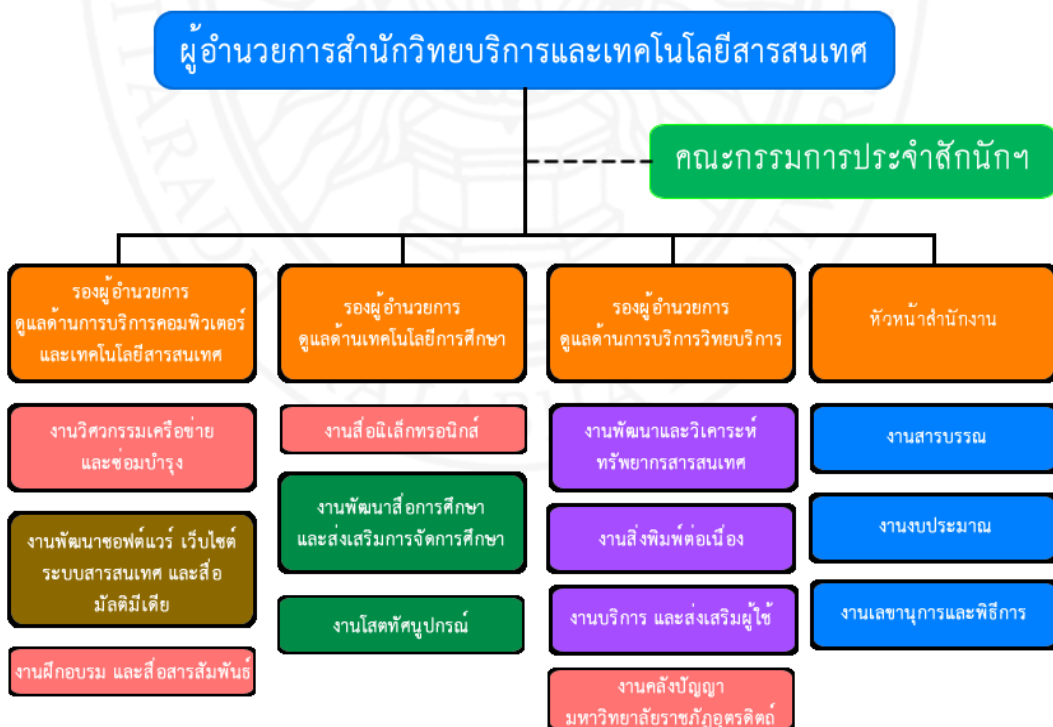 ผู้อำนวยการสำนักวิทยบริการและเทคโนโลยีสารสนเทศ
คณะกรรมการประจำสักนักฯ
รองผู้อำนวยการ
ดูแลด้านการบริการคอมพิวเตอร์
และเทคโนโลยีสารสนเทศ
รองผู้อำนวยการ
ดูแลด้านเทคโนโลยีการศึกษา
รองผู้อำนวยการ
ดูแลด้านการบริการวิทยบริการ
หัวหน้าสำนักงาน
งานวิศวกรรมเครือข่าย
และซ่อมบำรุง
งานพัฒนาซอฟต์แวร์ เว็บไซต์
ระบบสารสนเทศ และสื่อ
มัลติมีเดีย
งานฝึกอบรม และสื่อสารสัมพันธ์
งานสื่อมิเล็กทรอนิกส์
งานพัฒนาสื่อการศึกษา
และส่งเสริมการจัดการศึกษา
งานโสตทัศนูปกรณ์
งานพัฒนาและวิเคาระห์
ทรัพยากรสารสนเทศ
งานสิ่งพิมพ์ต่อเนื่อง
งานบริการ และส่งเสริมผู้ใช้
งานคลังปัญญา
มหาวิทยาลัยราชภัฏอุตรดิตถ์
งานสารบรรณ
งานงบประมาณ
งานเลขานุการและพิธีการ